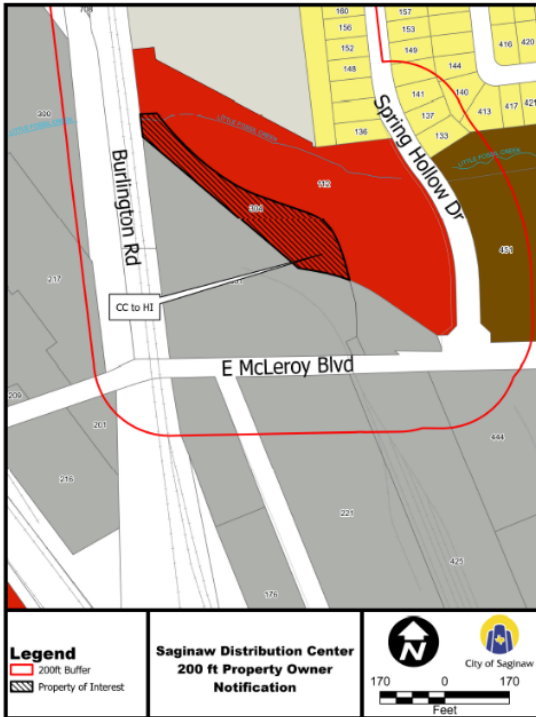 708
160
157
156
153
152
149
148
144
416
420
141
140
137
413
417
421
136
133
300
LITTLE FOSSIL CREEK
Burlington Rd
Spring Hollow Dr
LITTLE FOSSIL CREEK
112
304
LITTLE FOSSIL CREEK
451
217
CC to HI
E McLeroy Blvd
209
201
216
444
221
425
176
Legend
200ft Buffer
Property of Interest
Saginaw Distribution Center
200 ft Property Owner
Notification
N
City of Saginaw
170 0 170
Feet